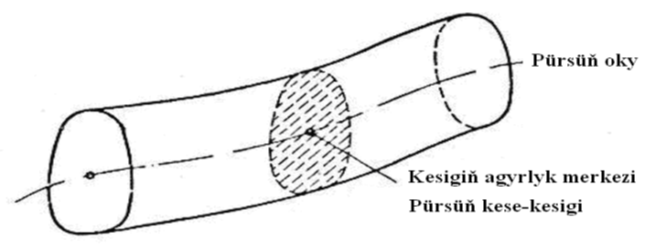 Pürsüň oky
Kesigiň agyrlyk merkezi
Pürsüň kese-kesigi